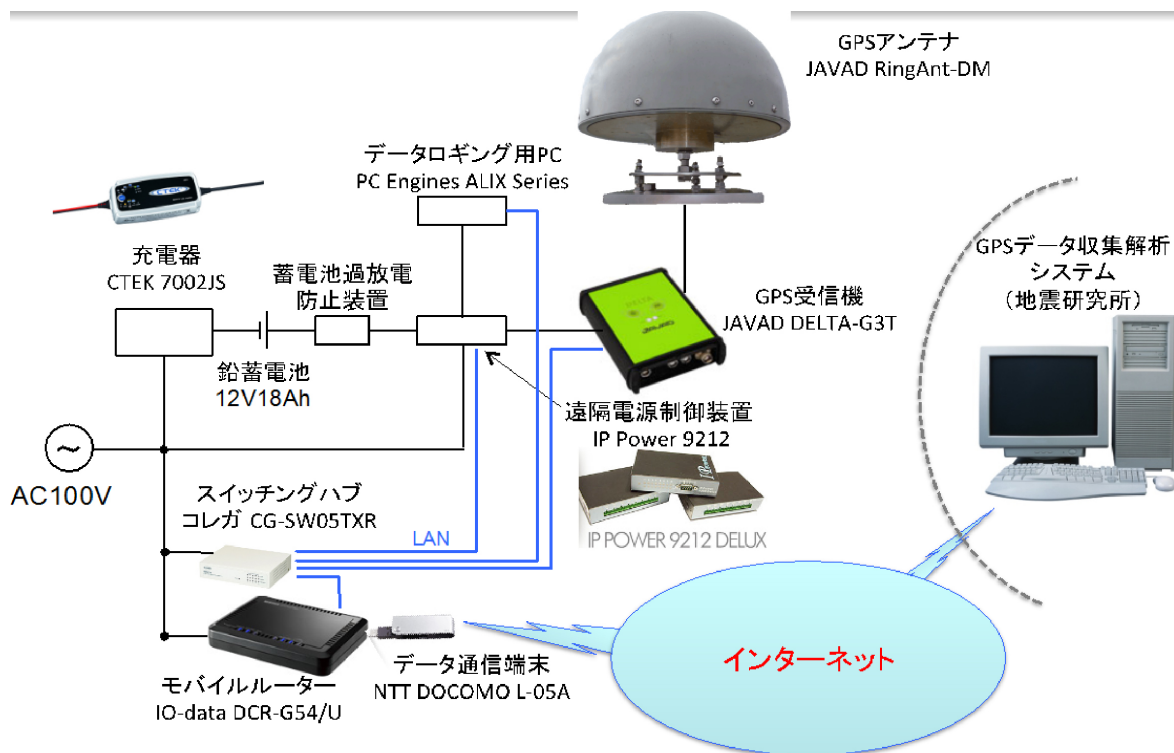 GPSアンテナ
JAVAD RingAnt-DM
データロギング用PC
PC Engines ALIX Series
CTEK
充電器
CTEK 7002JS
蓄電池過放電
防止装置
鉛蓄電池
12V18Ah
DELTA
JAVAD
GPS受信機
JAVAD DELTA-G3T
GPSデータ収集解析
システム
（地震研究所）
遠隔電源制御装置
IP Power 9212
IP POWER 9212 DELUX
~
AC100V
スイッチングハブ
コレガ CG-SW05TXR
LAN
データ通信端末
NTT DOCOMO L-05A
モバイルルーター
IO-data DCR-G54/U
インターネット